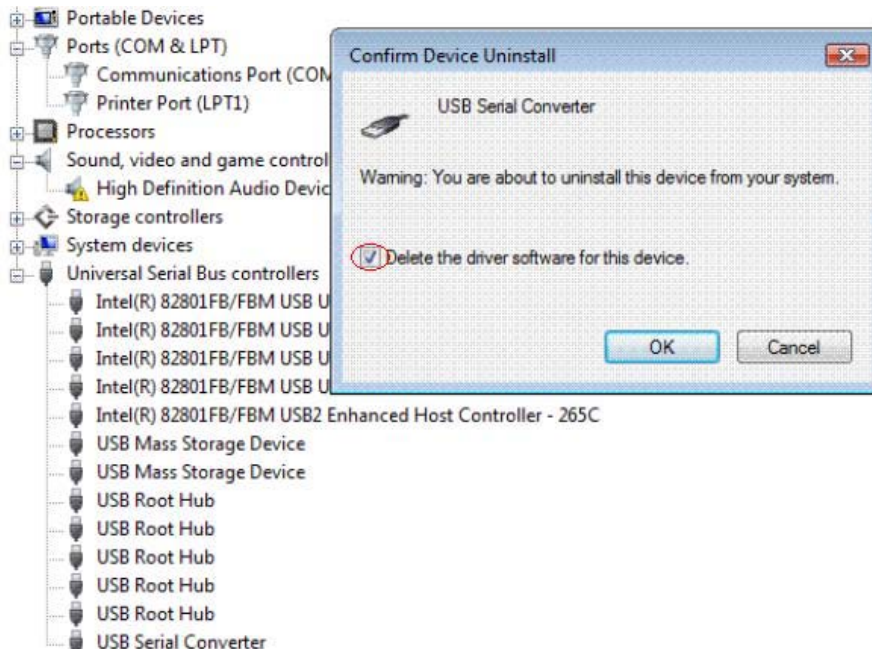 Portable Devices
Ports (COM & LPT)
Communications Port (COM
Printer Port (LPT1)
Processors
Sound, video and game control
High Definition Audio Devic
Storage controllers
System devices
Universal Serial Bus controllers
Intel(R) 82801FB/FBM USB U
Intel(R) 82801FB/FBM USB U
Intel(R) 82801FB/FBM USB U
Intel(R) 82801FB/FBM USB U
Intel(R) 82801FB/FBM USB2 Enhanced Host Controller - 265C
USB Mass Storage Device
USB Mass Storage Device
USB Root Hub
USB Root Hub
USB Root Hub
USB Root Hub
USB Root Hub
USB Serial Converter
Confirm Device Uninstall
USB Serial Converter
Warning: You are about to uninstall this device from your system.
Delete the driver software for this device.
OK Cancel